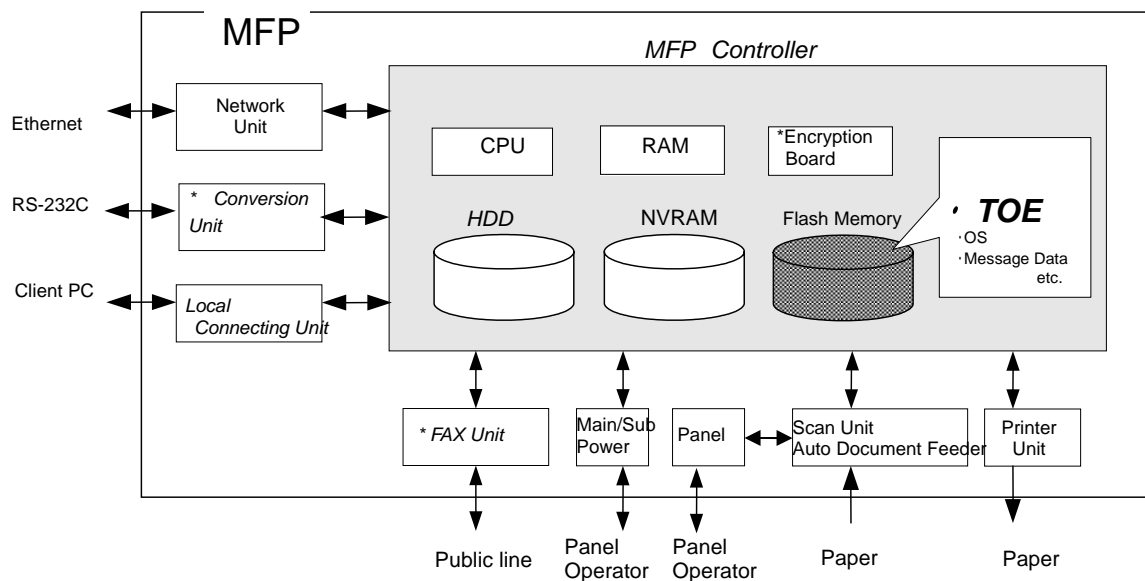 MFP
MFP Controller
Ethernet
Network
Unit
CPU
RAM
*Encryption
Board
RS-232C
* Conversion
Unit
HDD
NVRAM
Flash Memory
・ TOE
・OS
・Message Data
etc.
Client PC
Local
Connecting Unit
* FAX Unit
Main/Sub
Power
Panel
Scan Unit
Auto Document Feeder
Printer
Unit
Public line
Panel
Operator
Panel
Operator
Paper
Paper